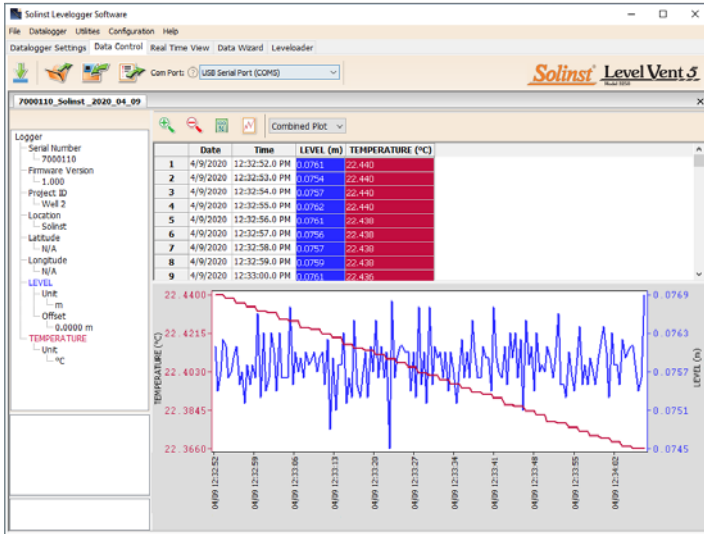 Solinst Levelogger Software
File Datalogger Utilities Configuration Help
Datalogger Settings Data Control Real Time View Data Wizard Leveloader
Com Port: ? USB Serial Port (COM5)
Solinst® LevelVent 5
7000110_Solinst _2020_04_09
Combined Plot
Logger
Serial Number
7000110
Firmware Version
1.000
Project ID
Well 2
Location
Solinst
Latitude
N/A
Longitude
N/A
LEVEL
Unit
m
Offset
0.0000 m
TEMPERATURE
Unit
ºC
Date Time LEVEL (m) TEMPERATURE (ºC)
1 4/9/2020 12:32:52.0 PM 0.0761 22.440
2 4/9/2020 12:32:53.0 PM 0.0754 22.440
3 4/9/2020 12:32:54.0 PM 0.0757 22.440
4 4/9/2020 12:32:55.0 PM 0.0762 22.440
5 4/9/2020 12:32:56.0 PM 0.0761 22.438
6 4/9/2020 12:32:57.0 PM 0.0756 22.438
7 4/9/2020 12:32:58.0 PM 0.0757 22.438
8 4/9/2020 12:32:59.0 PM 0.0759 22.438
9 4/9/2020 12:33:00.0 PM 0.0761 22.436
TEMPERATURE (ºC)
22.4400
22.4215
22.4030
22.3845
22.3660
0.0769
0.0763
0.0757
0.0751
0.0745
LEVEL (m)
04/09 12:32:52
04/09 12:32:59
04/09 12:33:06
04/09 12:33:13
04/09 12:33:20
04/09 12:33:27
04/09 12:33:34
04/09 12:33:41
04/09 12:33:48
04/09 12:33:55
04/09 12:34:02